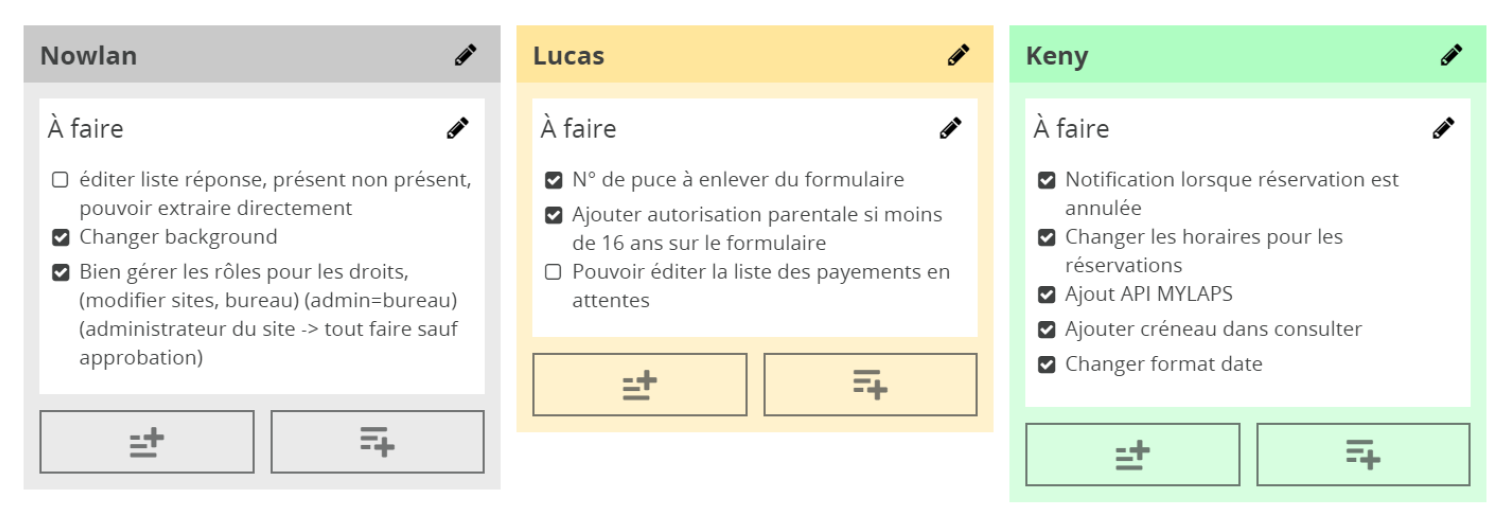 Nowlan
À faire
éditer liste réponse, présent non présent,
pouvoir extraire directement
Changer background
Bien gérer les rôles pour les droits,
(modifier sites, bureau) (admin=bureau)
(administrateur du site -> tout faire sauf
approbation)
Lucas
À faire
N° de puce à enlever du formulaire
Ajouter autorisation parentale si moins
de 16 ans sur le formulaire
Pouvoir éditer la liste des payements en
attentes
Keny
À faire
Notification lorsque réservation est
annulée
Changer les horaires pour les
réservations
Ajout API MYLAPS
Ajouter créneau dans consulter
Changer format date